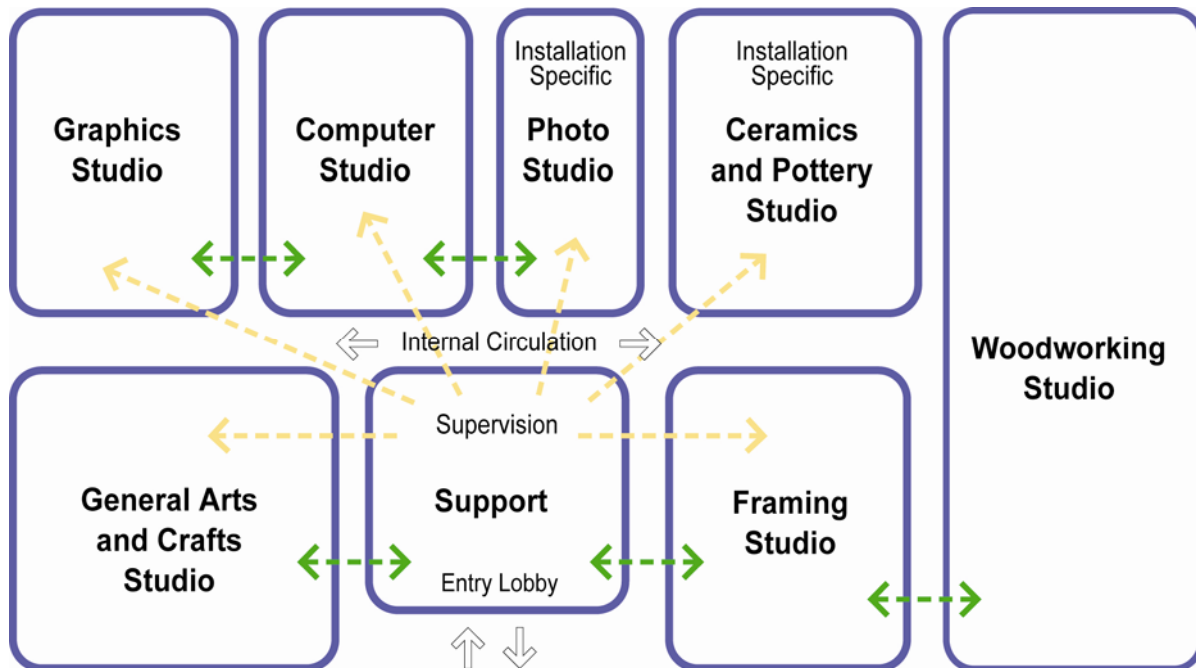 Graphics
Studio
Computer
Studio
Installation
Specific
Photo
Studio
Installation
Specific
Ceramics
and Pottery
Studio
Woodworking
Studio
Internal Circulation
General Arts
and Crafts
Studio
Supervision
Support
Entry Lobby
Framing
Studio